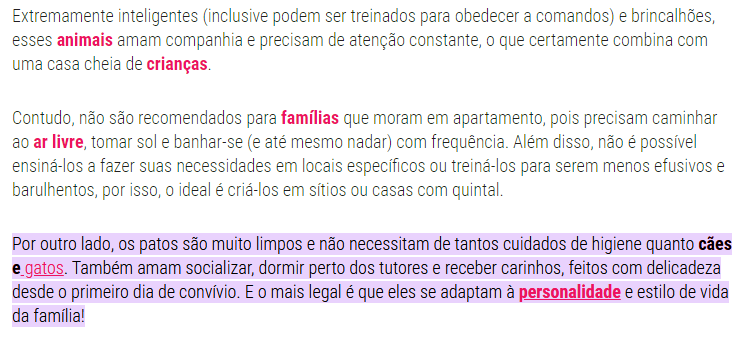 Extremamente inteligentes (inclusive podem ser treinados para obedecer a comandos) e brincalhões,
esses animais amam companhia e precisam de atenção constante, o que certamente combina com
uma casa cheia de crianças.
Contudo, não são recomendados para famílias que moram em apartamento, pois precisam caminhar
ao ar livre, tomar sol e banhar-se (e até mesmo nadar) com frequência. Além disso, não é possível
ensiná-los a fazer suas necessidades em locais específicos ou treiná-los para serem menos efusivos e
barulhentos, por isso, o ideal é criá-los em sítios ou casas com quintal.
Por outro lado, os patos são muito limpos e não necessitam de tantos cuidados de higiene quanto cães
e gatos. Também amam socializar, dormir perto dos tutores e receber carinhos, feitos com delicadeza
desde o primeiro dia de convívio. E o mais legal é que eles se adaptam à personalidade e estilo de vida
da família!